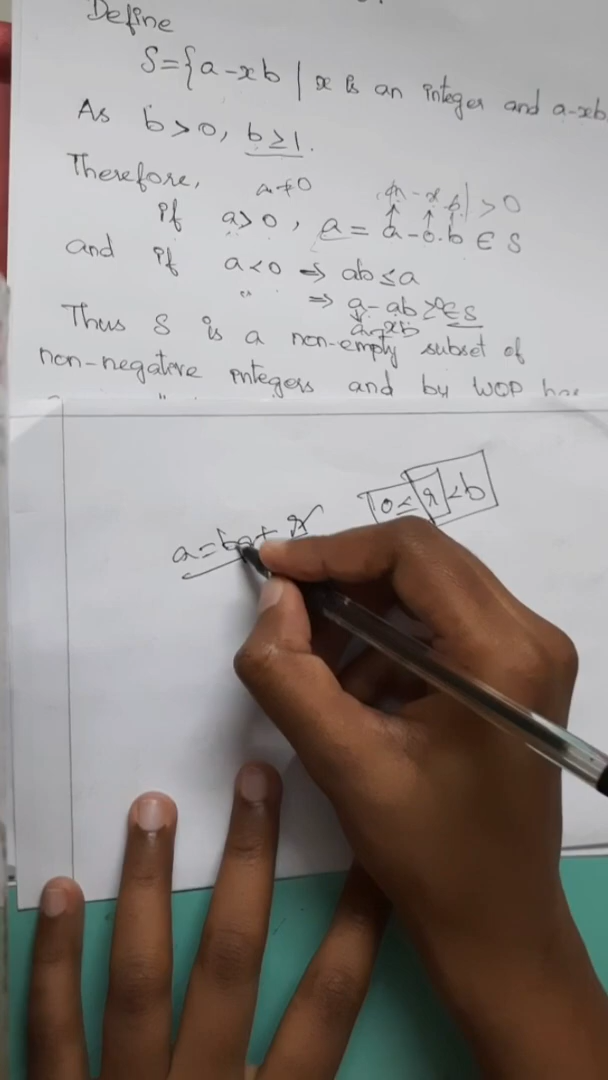 Define
S={a-xb | x is an integer and a-xb
As b>0, b≥1.
Therefore, a≠0
if a>0, a = a-0.b ∈ S
and if a<0 ⇒ ab≤a
⇒ a-ab≥0∈S
a-xb
Thus S is a non-empty subset of
non-negative integers and by WOP has
0≤r<b
a=bq+r